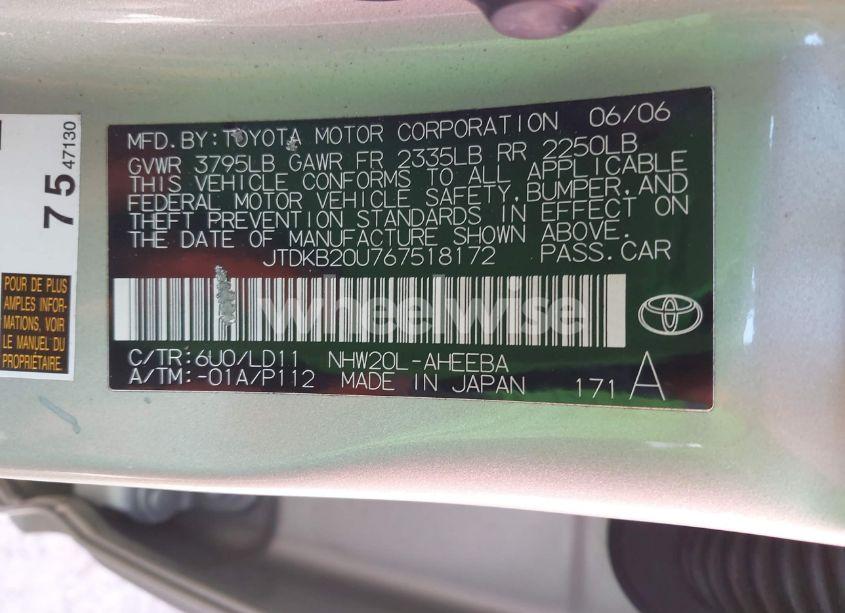 75
47130
POUR DE PLUS
AMPLES INFOR-
MATIONS, VOIR
LE MANUEL DU
PROPRIÉTAIRE.
MFD. BY: TOYOTA MOTOR CORPORATION 06/06
GVWR 3795LB GAWR FR 2335LB RR 2250LB
THIS VEHICLE CONFORMS TO ALL APPLICABLE
FEDERAL MOTOR VEHICLE SAFETY, BUMPER, AND
THEFT PREVENTION STANDARDS IN EFFECT ON
THE DATE OF MANUFACTURE SHOWN ABOVE.
JTDKB20U767518172 PASS. CAR
wheelwise
C/TR: 6U0/LD11 NHW20L-AHEEBA
A/TM: -01A/P112 MADE IN JAPAN 171 A